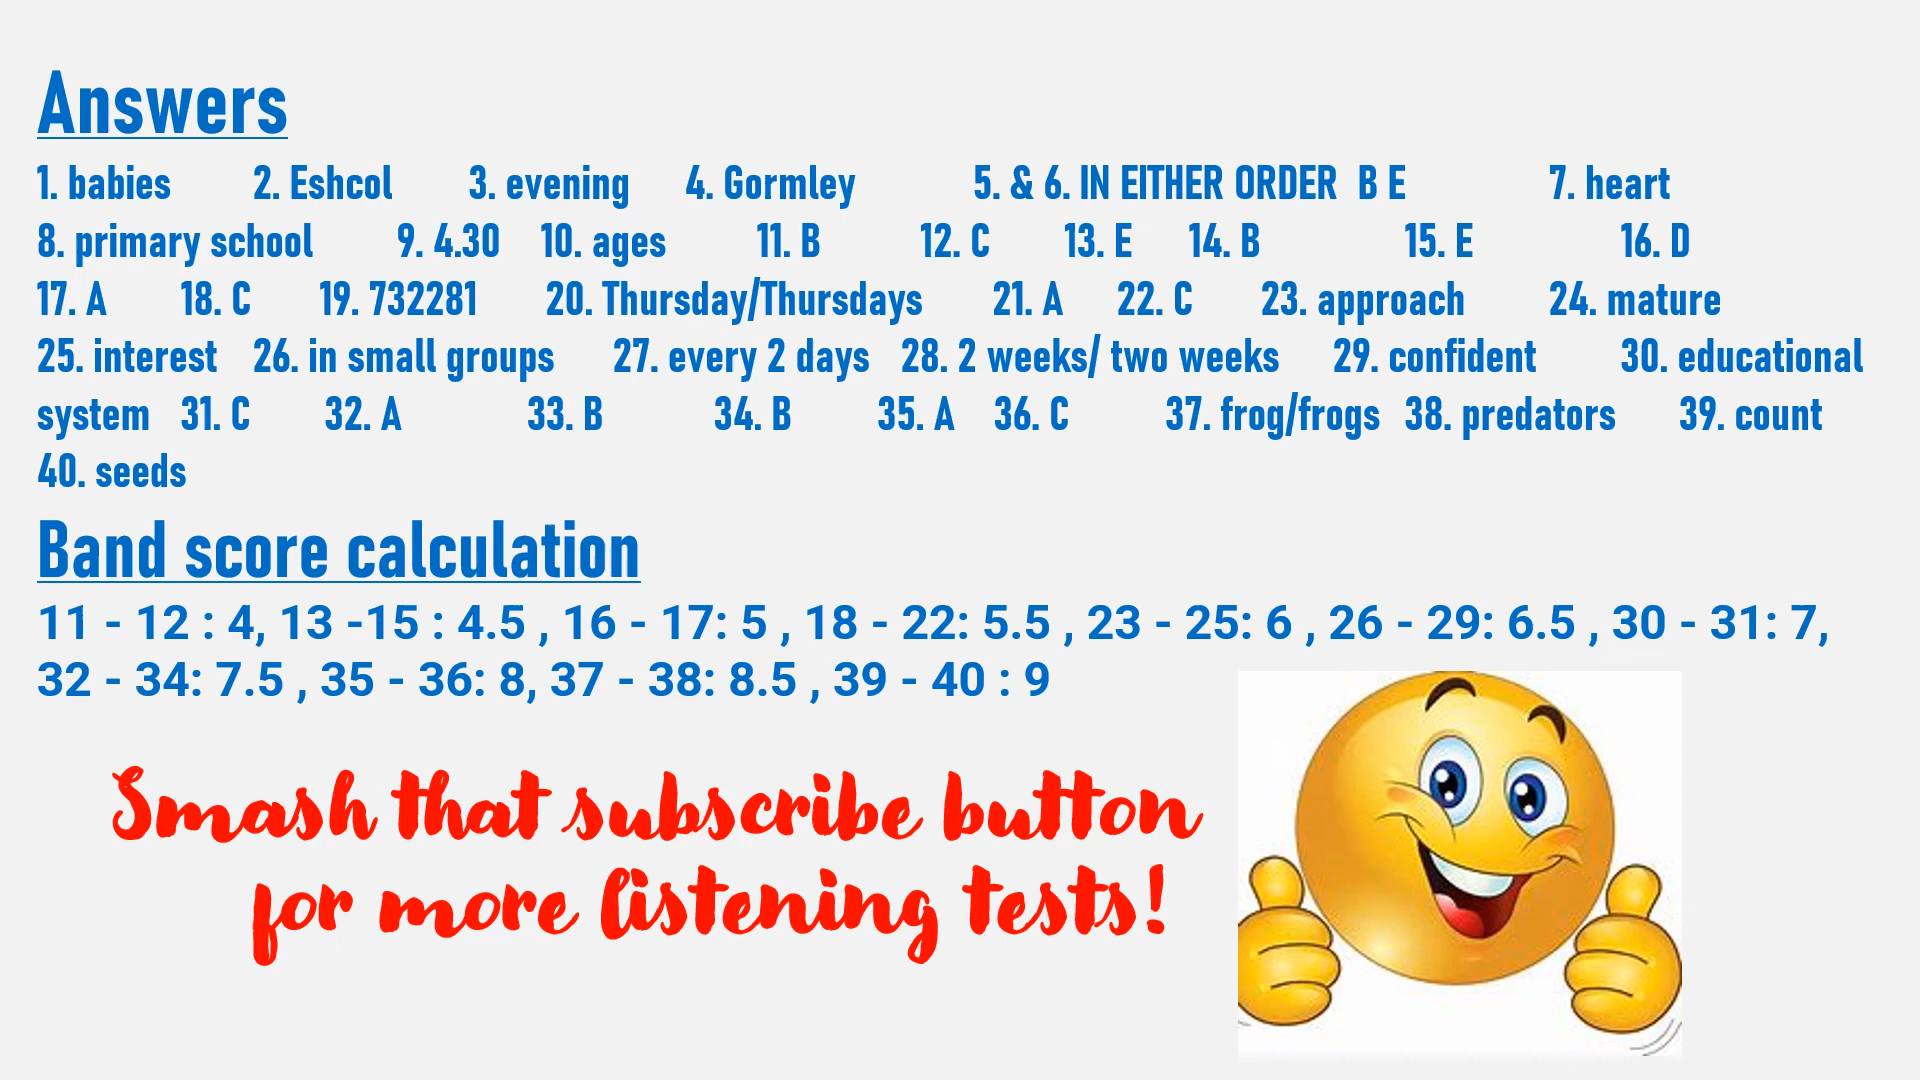 Answers
1. babies 2. Eshcol 3. evening 4. Gormley 5. & 6. IN EITHER ORDER B E 7. heart
8. primary school 9. 4.30 10. ages 11. B 12. C 13. E 14. B 15. E 16. D
17. A 18. C 19. 732281 20. Thursday/Thursdays 21. A 22. C 23. approach 24. mature
25. interest 26. in small groups 27. every 2 days 28. 2 weeks/ two weeks 29. confident 30. educational
system 31. C 32. A 33. B 34. B 35. A 36. C 37. frog/frogs 38. predators 39. count
40. seeds
Band score calculation
11 - 12 : 4, 13 -15 : 4.5 , 16 - 17: 5 , 18 - 22: 5.5 , 23 - 25: 6 , 26 - 29: 6.5 , 30 - 31: 7,
32 - 34: 7.5 , 35 - 36: 8, 37 - 38: 8.5 , 39 - 40 : 9
Smash that subscribe button
for more listening tests!